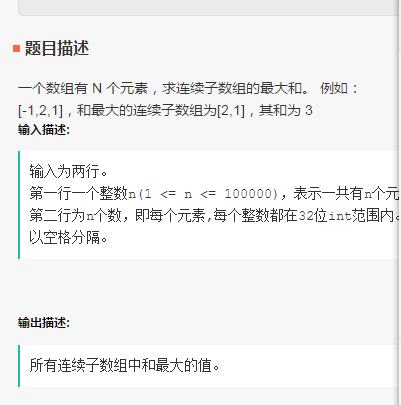 题目描述
一个数组有 N 个元素，求连续子数组的最大和。 例如：
[-1,2,1]，和最大的连续子数组为[2,1]，其和为 3
输入描述:
输入为两行。
第一行一个整数n(1 <= n <= 100000)，表示一共有n个元
第二行为n个数，即每个元素,每个整数都在32位int范围内。
以空格分隔。
输出描述:
所有连续子数组中和最大的值。